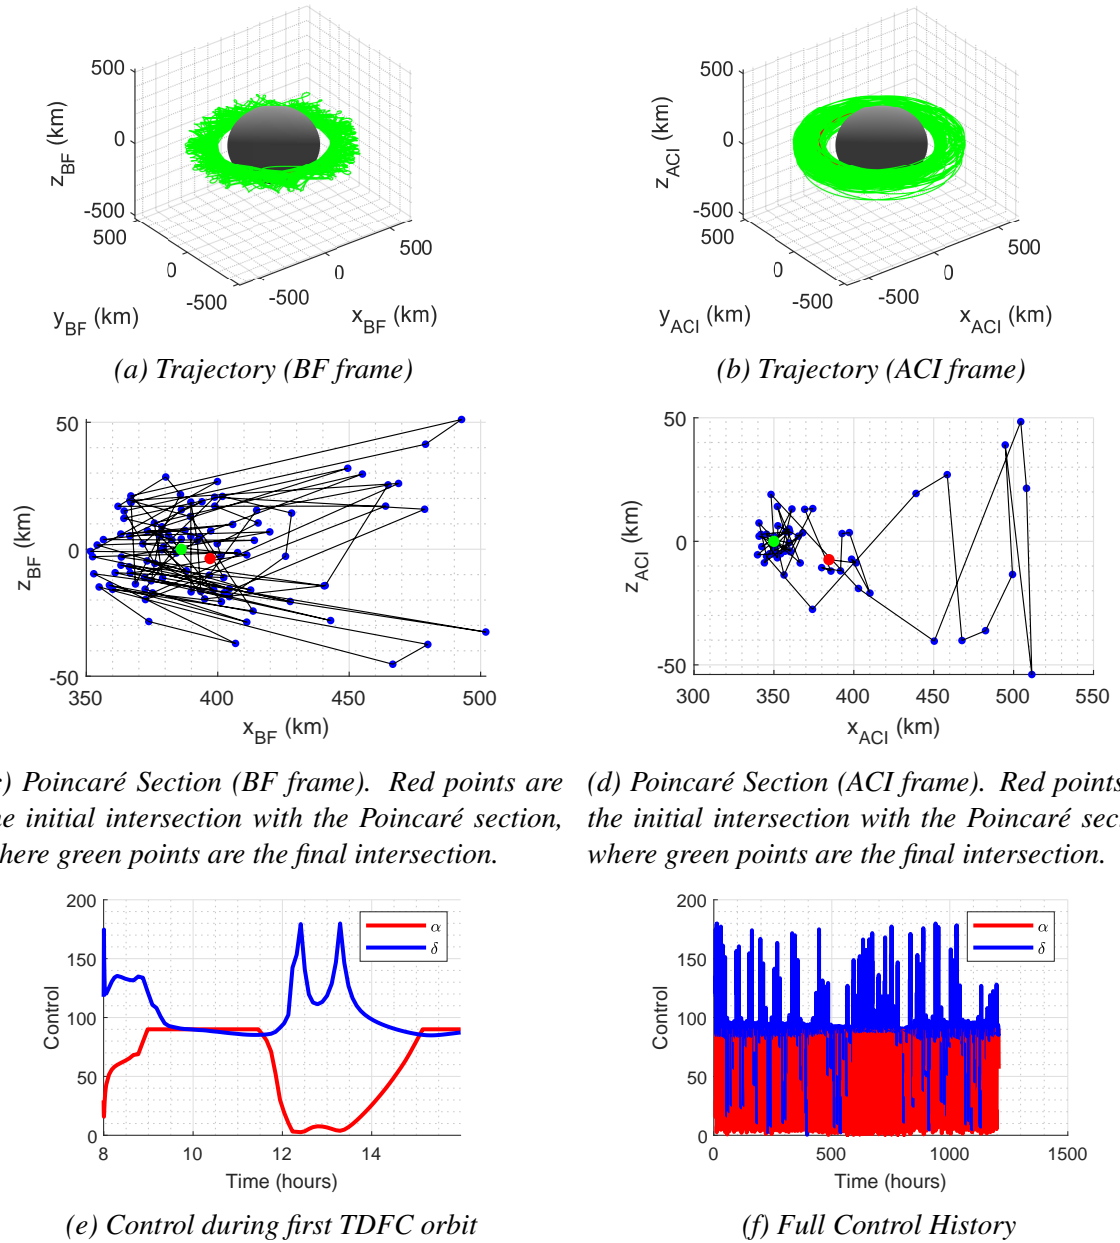 500
0
-500
z_BF (km)
500
0
-500
y_BF (km)
-500
0
500
x_BF (km)
500
0
-500
z_ACI (km)
500
0
-500
y_ACI (km)
-500
0
500
x_ACI (km)
(a) Trajectory (BF frame)
(b) Trajectory (ACI frame)
50
0
-50
z_BF (km)
350 400 450 500
x_BF (km)
50
0
-50
z_ACI (km)
300 350 400 450 500 550
x_ACI (km)
) Poincaré Section (BF frame). Red points are
he initial intersection with the Poincaré section,
here green points are the final intersection.
(d) Poincaré Section (ACI frame). Red points
the initial intersection with the Poincaré sec
where green points are the final intersection.
200
150
100
50
0
Control
α
δ
8 10 12 14
Time (hours)
200
150
100
50
0
Control
α
δ
0 500 1000 1500
Time (hours)
(e) Control during first TDFC orbit
(f) Full Control History